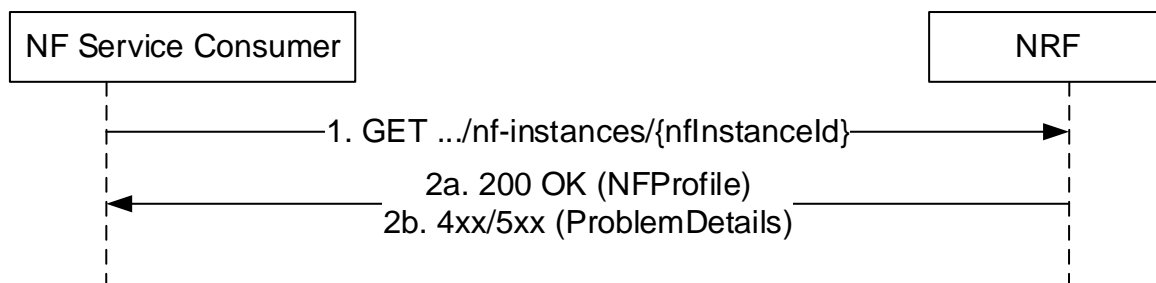 NF Service Consumer
NRF
1. GET .../nf-instances/{nfInstanceId}
2a. 200 OK (NFProfile)
2b. 4xx/5xx (ProblemDetails)